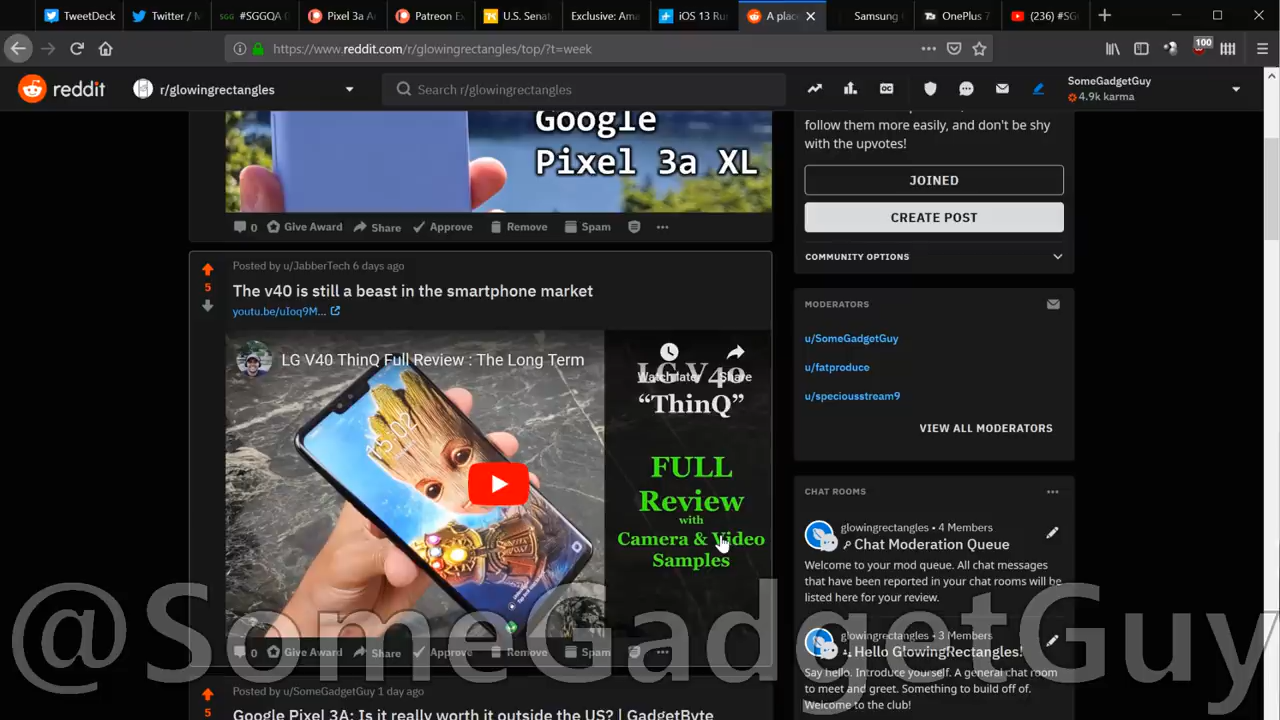 TweetDeck
Twitter / M
SGG #SGGQA
Pixel 3a A
Patreon E
U.S. Sena
Exclusive: Ama
iOS 13 Ru
A plac
Samsung
OnePlus 7
(236) #SG
https://www.reddit.com/r/glowingrectangles/top/?t=week
100
reddit
r/glowingrectangles
Search r/glowingrectangles
SomeGadgetGuy
4.9k karma
Google
Pixel 3a XL
0 Give Award Share Approve Remove Spam
Posted by u/JabberTech 6 days ago
5
The v40 is still a beast in the smartphone market
youtu.be/uIoq9M...
LG V40 ThinQ Full Review : The Long Term
Watch later Share
LG V40
“ThinQ”
FULL
Review
with
Camera & Video
Samples
15:02
0 Give Award Share Approve Remove Spam
Posted by u/SomeGadgetGuy 1 day ago
5
Google Pixel 3A: Is it really worth it outside the US? | GadgetByte
follow them more easily, and don't be shy
with the upvotes!
JOINED
CREATE POST
COMMUNITY OPTIONS
MODERATORS
u/SomeGadgetGuy
u/fatproduce
u/speciousstream9
VIEW ALL MODERATORS
CHAT ROOMS
glowingrectangles • 4 Members
Chat Moderation Queue
Welcome to your mod queue. All chat messages
that have been reported in your chat rooms will be
listed here for your review.
glowingrectangles • 3 Members
Hello GlowingRectangles!
Say hello. Introduce yourself. A general chat room
to meet and greet. Something to build off of.
Welcome to the club!
@SomeGadgetGuy